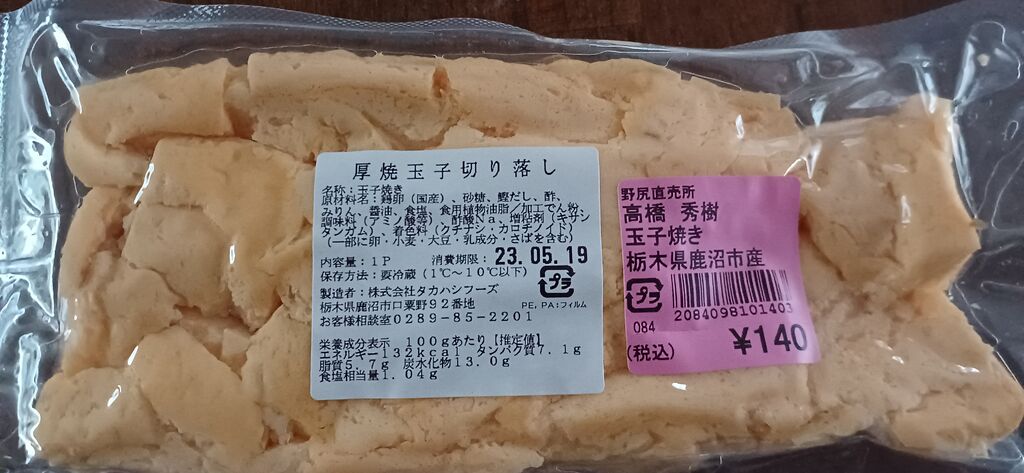 厚焼玉子切り落し
名称：玉子焼き
原材料名：鶏卵（国産）、砂糖、鰹だし、酢、
みりん、醤油、食塩、食用植物油脂／加工でん粉、
調味料（アミノ酸等）、酢酸Ｎａ、増粘剤（キサン
タンガム）、着色料（クチナシ・カロチノイド）
（一部に卵・小麦・大豆・乳成分・さばを含む）
内容量：１Ｐ 消費期限：23.05.19
保存方法：要冷蔵（１℃～１０℃以下）
プラ
製造者：株式会社タカハシフーズ
栃木県鹿沼市口粟野９２番地
PE,PA:フィルム
お客様相談室０２８９－８５－２２０１
栄養成分表示 １００ｇあたり［推定値］
エネルギー１３２ｋｃａｌ タンパク質７．１ｇ
脂質５．７ｇ 炭水化物１３．０ｇ
食塩相当量１．０４ｇ
野尻直売所
高橋 秀樹
玉子焼き
栃木県鹿沼市産
プラ
2084098101403
084
(税込) ¥140